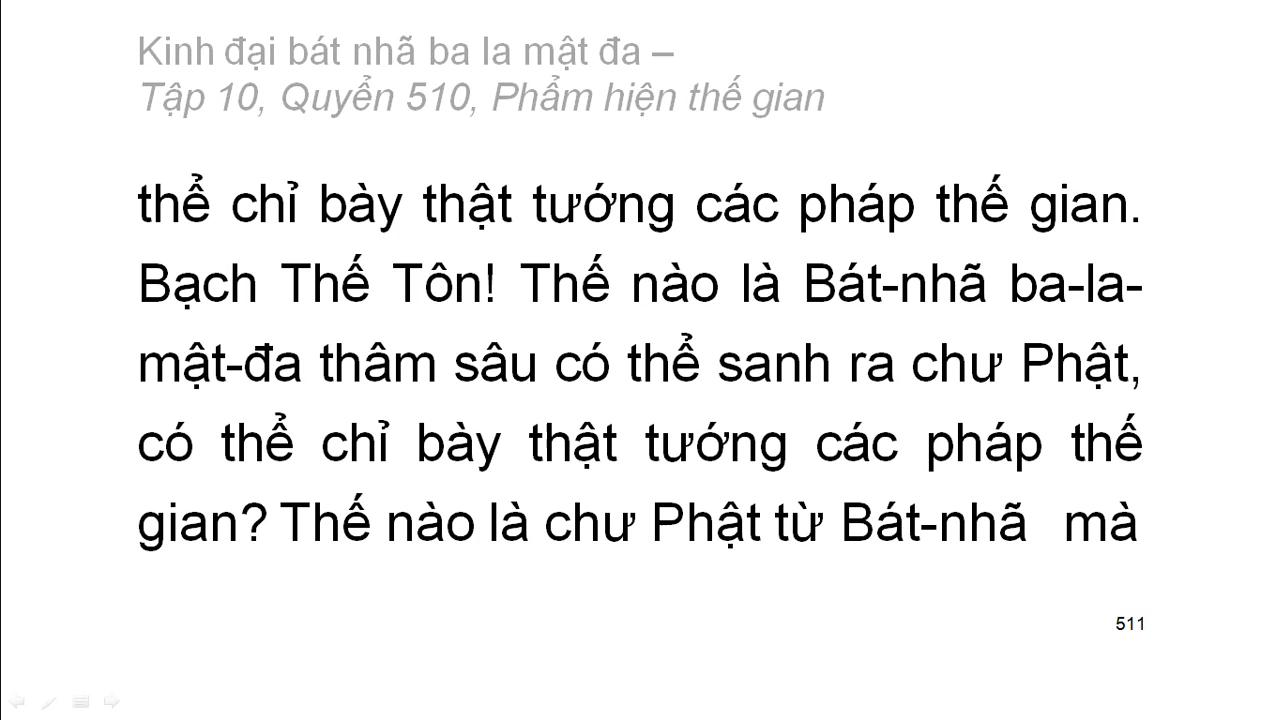 Kinh đại bát nhã ba la mật đa –
Tập 10, Quyển 510, Phẩm hiện thế gian
thể chỉ bày thật tướng các pháp thế gian.
Bạch Thế Tôn! Thế nào là Bát-nhã ba-la-
mật-đa thâm sâu có thể sanh ra chư Phật,
có thể chỉ bày thật tướng các pháp thế
gian? Thế nào là chư Phật từ Bát-nhã mà
511